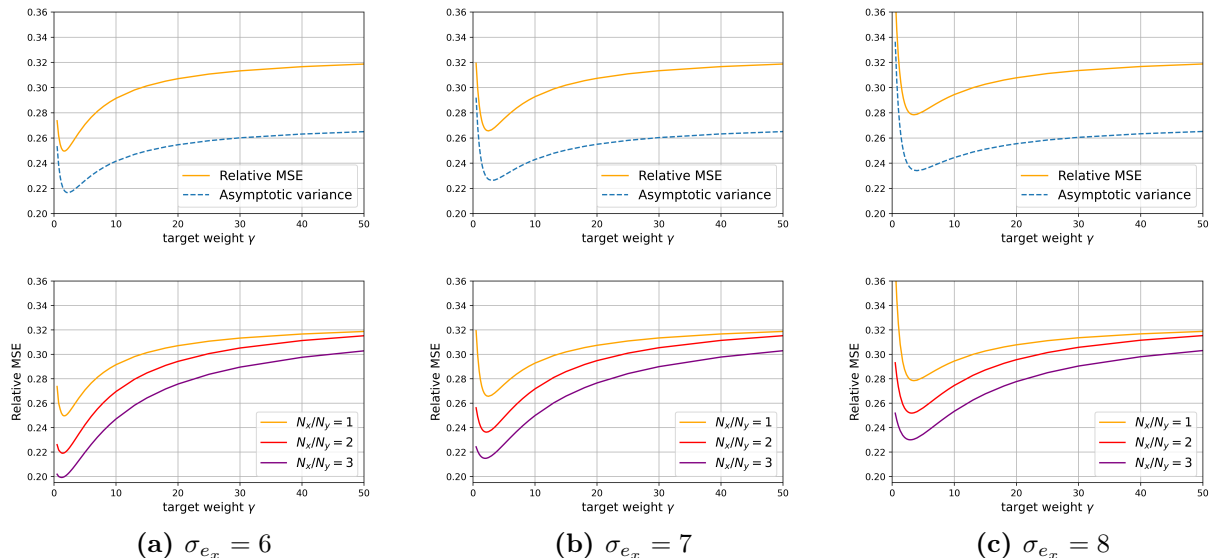 0.36
0.34
0.32
0.30
0.28
0.26
0.24
0.22
0.20
Relative MSE
Asymptotic variance
0 10 20 30 40 50
target weight γ
0.36
0.34
0.32
0.30
0.28
0.26
0.24
0.22
0.20
Relative MSE
Asymptotic variance
0 10 20 30 40 50
target weight γ
0.36
0.34
0.32
0.30
0.28
0.26
0.24
0.22
0.20
Relative MSE
Asymptotic variance
0 10 20 30 40 50
target weight γ
Relative MSE
0.36
0.34
0.32
0.30
0.28
0.26
0.24
0.22
0.20
N_x/N_y = 1
N_x/N_y = 2
N_x/N_y = 3
0 10 20 30 40 50
target weight γ
Relative MSE
0.36
0.34
0.32
0.30
0.28
0.26
0.24
0.22
0.20
N_x/N_y = 1
N_x/N_y = 2
N_x/N_y = 3
0 10 20 30 40 50
target weight γ
Relative MSE
0.36
0.34
0.32
0.30
0.28
0.26
0.24
0.22
0.20
N_x/N_y = 1
N_x/N_y = 2
N_x/N_y = 3
0 10 20 30 40 50
target weight γ
(a) σ_{e_x} = 6
(b) σ_{e_x} = 7
(c) σ_{e_x} = 8